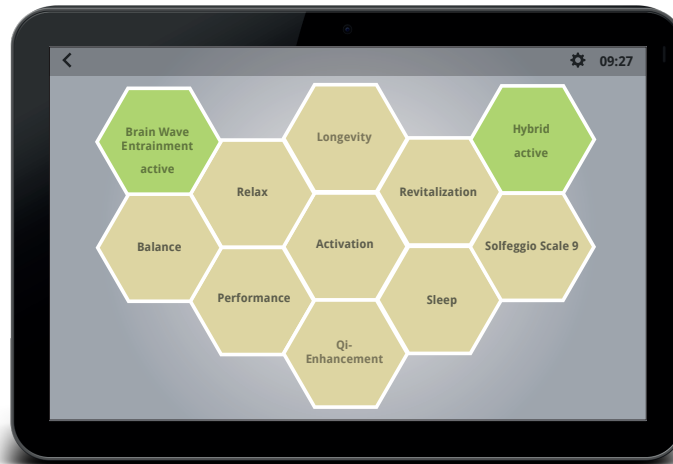 09:27
Brain Wave
Entrainment
active
Longevity
Hybrid
active
Relax
Revitalization
Balance
Activation
Solfeggio Scale 9
Performance
Sleep
Qi-
Enhancement